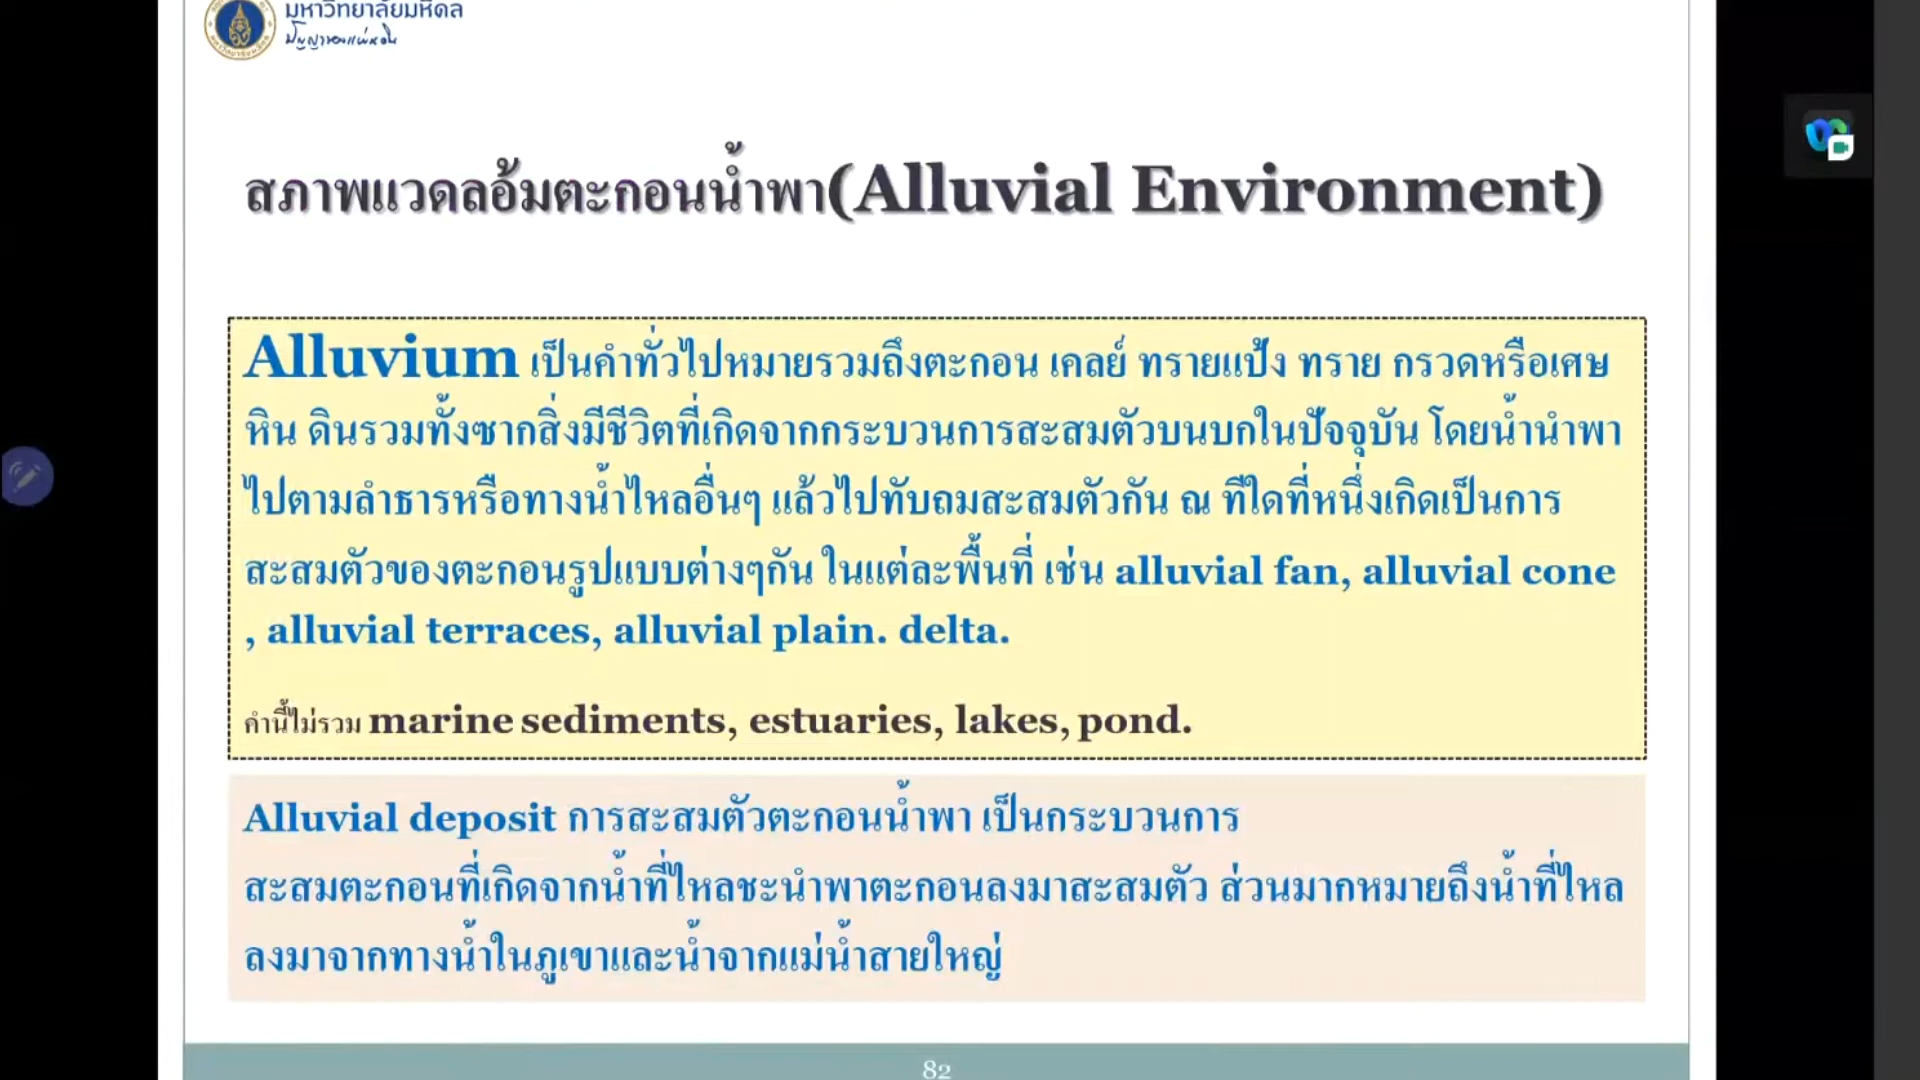 มหาวิทยาลัยมหิดล
ปัญญาของแผ่นดิน
สภาพแวดลอ้มตะกอนน้ำพา(Alluvial Environment)
Alluvium เป็นคำทั่วไปหมายรวมถึงตะกอน เคลย์ ทรายแป้ง ทราย กรวดหรือเศษ
หิน ดินรวมทั้งซากสิ่งมีชีวิตที่เกิดจากกระบวนการสะสมตัวบนบกในปัจจุบัน โดยน้ำนำพา
ไปตามลำธารหรือทางน้ำไหลอื่นๆ แล้วไปทับถมสะสมตัวกัน ณ ทีใดที่หนึ่งเกิดเป็นการ
สะสมตัวของตะกอนรูปแบบต่างๆกัน ในแต่ละพื้นที่ เช่น alluvial fan, alluvial cone
, alluvial terraces, alluvial plain. delta.
คำนี้ไม่รวม marine sediments, estuaries, lakes, pond.
Alluvial deposit การสะสมตัวตะกอนน้ำพา เป็นกระบวนการ
สะสมตะกอนที่เกิดจากน้ำที่ไหลชะนำพาตะกอนลงมาสะสมตัว ส่วนมากหมายถึงน้ำที่ไหล
ลงมาจากทางน้ำในภูเขาและน้ำจากแม่น้ำสายใหญ่
82